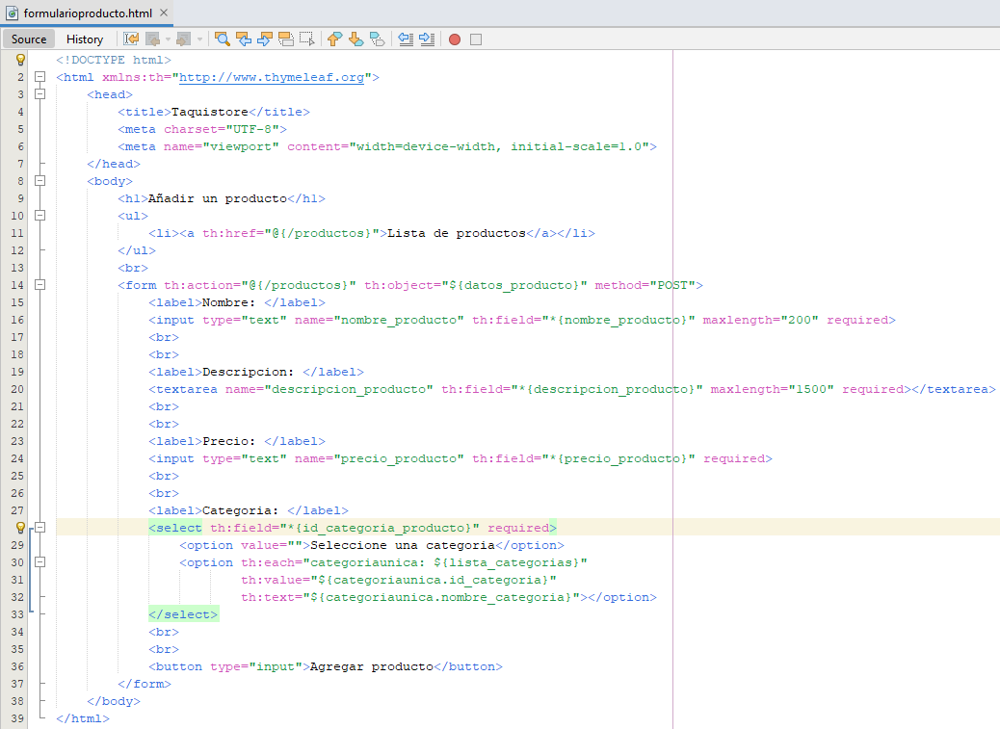 formularioproducto.html
Source History
<!DOCTYPE html>
2 <html xmlns:th="http://www.thymeleaf.org">
3 <head>
4 <title>Taquistore</title>
5 <meta charset="UTF-8">
6 <meta name="viewport" content="width=device-width, initial-scale=1.0">
7 </head>
8 <body>
9 <h1>Añadir un producto</h1>
10 <ul>
11 <li><a th:href="@{/productos}">Lista de productos</a></li>
12 </ul>
13 <br>
14 <form th:action="@{/productos}" th:object="${datos_producto}" method="POST">
15 <label>Nombre: </label>
16 <input type="text" name="nombre_producto" th:field="*{nombre_producto}" maxlength="200" required>
17 <br>
18 <br>
19 <label>Descripcion: </label>
20 <textarea name="descripcion_producto" th:field="*{descripcion_producto}" maxlength="1500" required></textarea>
21 <br>
22 <br>
23 <label>Precio: </label>
24 <input type="text" name="precio_producto" th:field="*{precio_producto}" required>
25 <br>
26 <br>
27 <label>Categoria: </label>
<select th:field="*{id_categoria_producto}" required>
29 <option value="">Seleccione una categoria</option>
30 <option th:each="categoriaunica: ${lista_categorias}"
31 th:value="${categoriaunica.id_categoria}"
32 th:text="${categoriaunica.nombre_categoria}"></option>
33 </select>
34 <br>
35 <br>
36 <button type="input">Agregar producto</button>
37 </form>
38 </body>
39 </html>